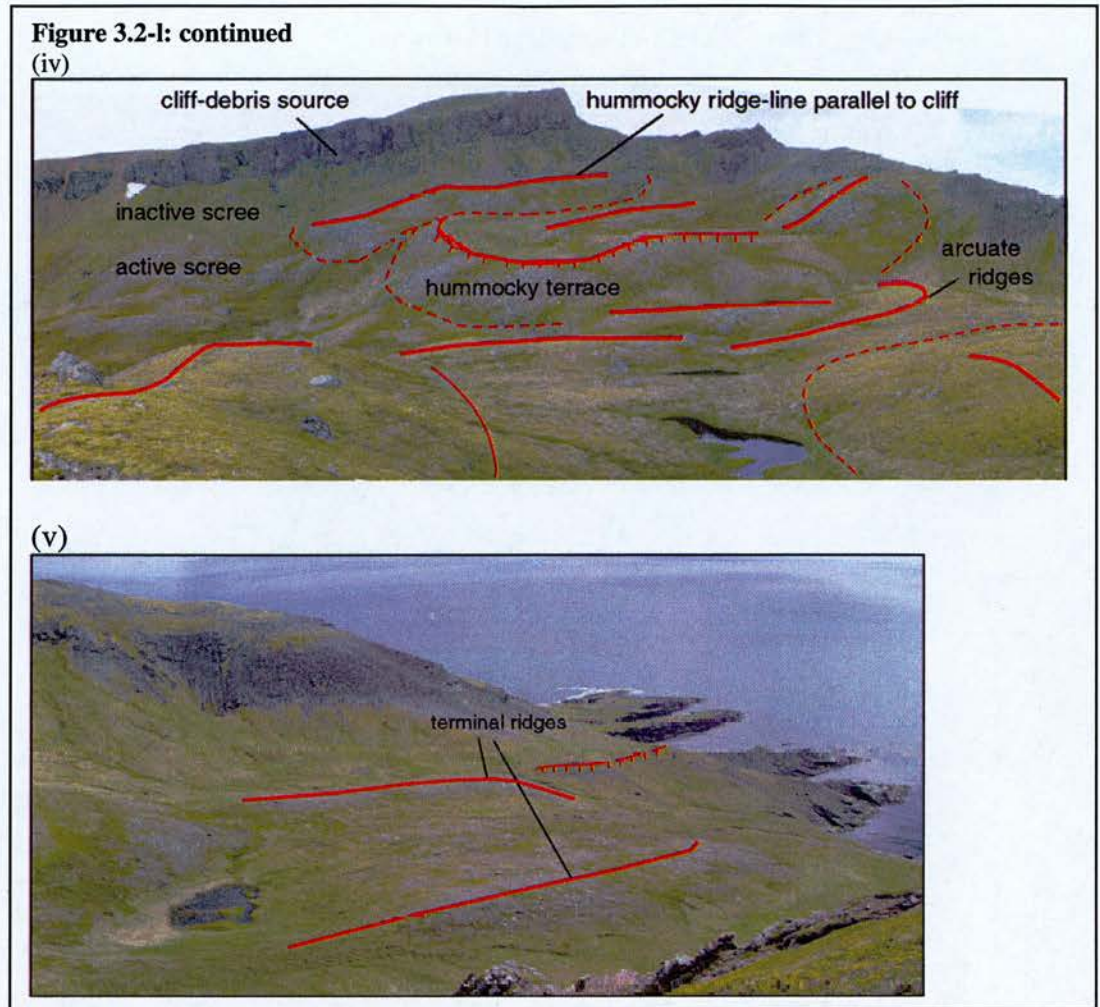 Figure 3.2-l: continued
(iv)
cliff-debris source
hummocky ridge-line parallel to cliff
inactive scree
active scree
hummocky terrace
arcuate
ridges
(v)
terminal ridges